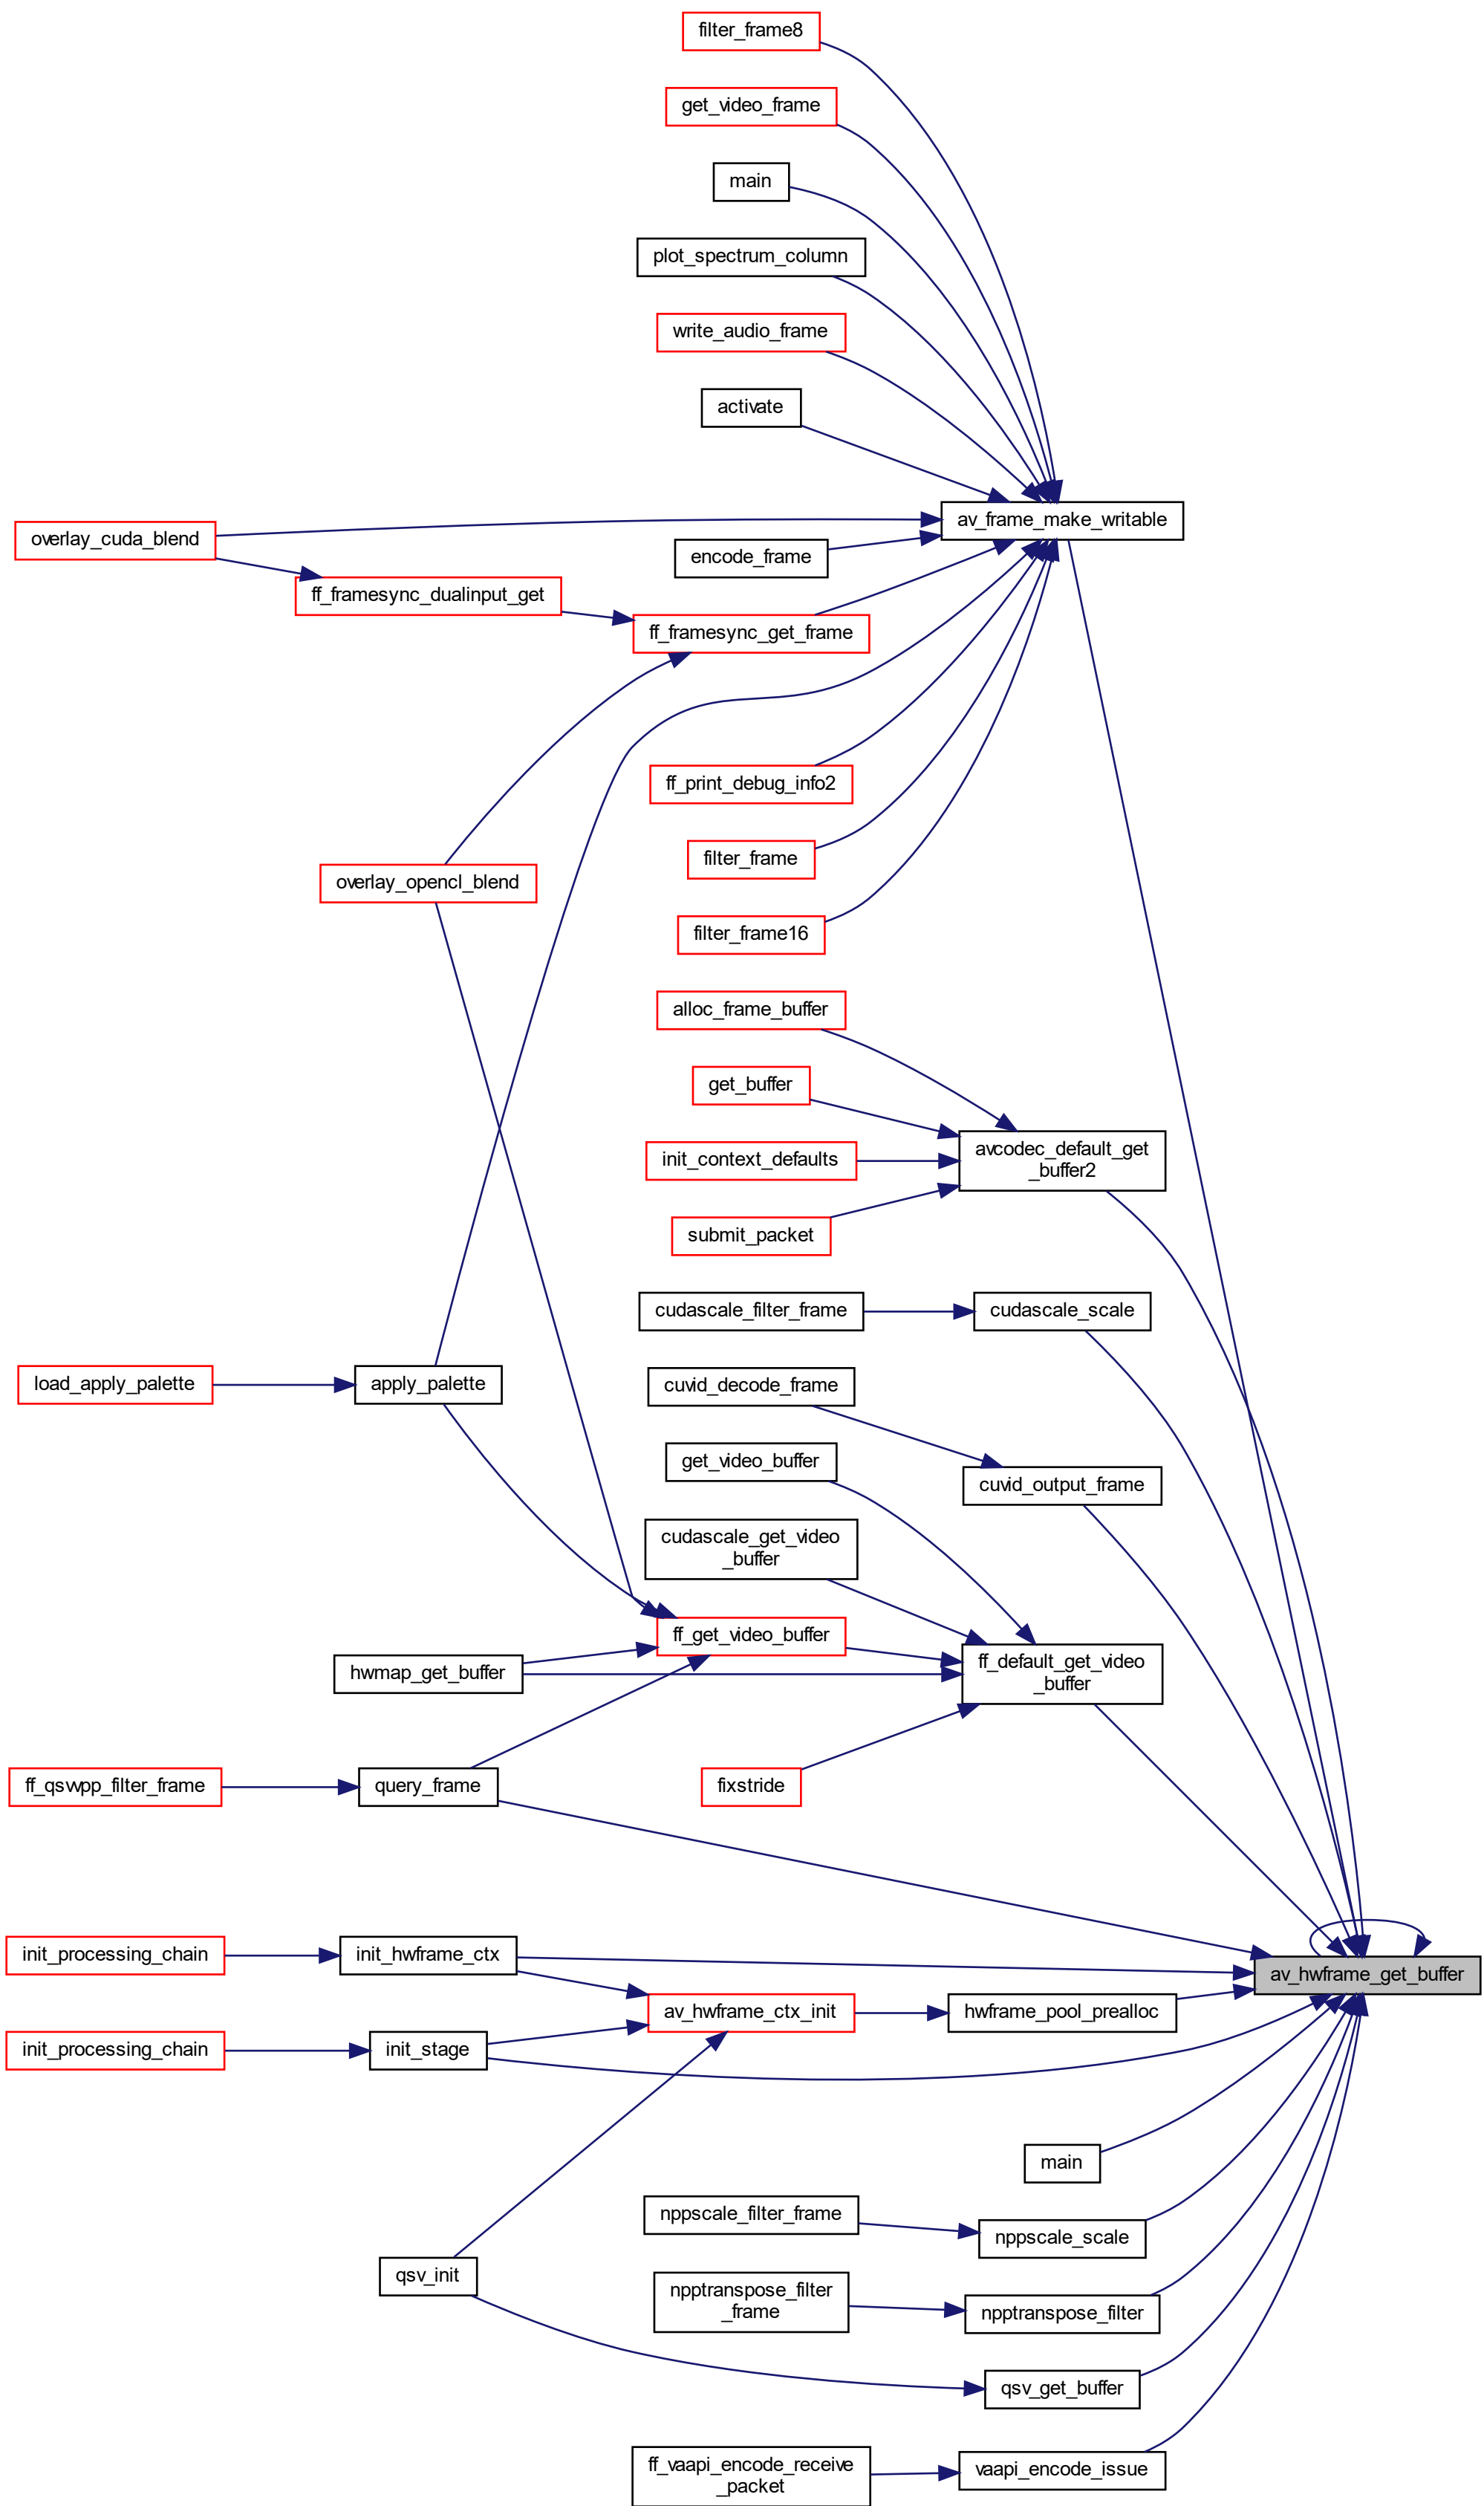 filter_frame8
get_video_frame
main
plot_spectrum_column
write_audio_frame
activate
av_frame_make_writable
overlay_cuda_blend
encode_frame
ff_framesync_dualinput_get
ff_framesync_get_frame
ff_print_debug_info2
filter_frame
overlay_opencl_blend
filter_frame16
alloc_frame_buffer
get_buffer
avcodec_default_get
_buffer2
init_context_defaults
submit_packet
cudascale_filter_frame
cudascale_scale
load_apply_palette
apply_palette
cuvid_decode_frame
get_video_buffer
cuvid_output_frame
cudascale_get_video
_buffer
ff_get_video_buffer
hwmap_get_buffer
ff_default_get_video
_buffer
ff_qsvvpp_filter_frame
query_frame
fixstride
init_processing_chain
init_hwframe_ctx
av_hwframe_get_buffer
av_hwframe_ctx_init
hwframe_pool_prealloc
init_processing_chain
init_stage
main
nppscale_filter_frame
nppscale_scale
qsv_init
npptranspose_filter
_frame
npptranspose_filter
qsv_get_buffer
ff_vaapi_encode_receive
_packet
vaapi_encode_issue